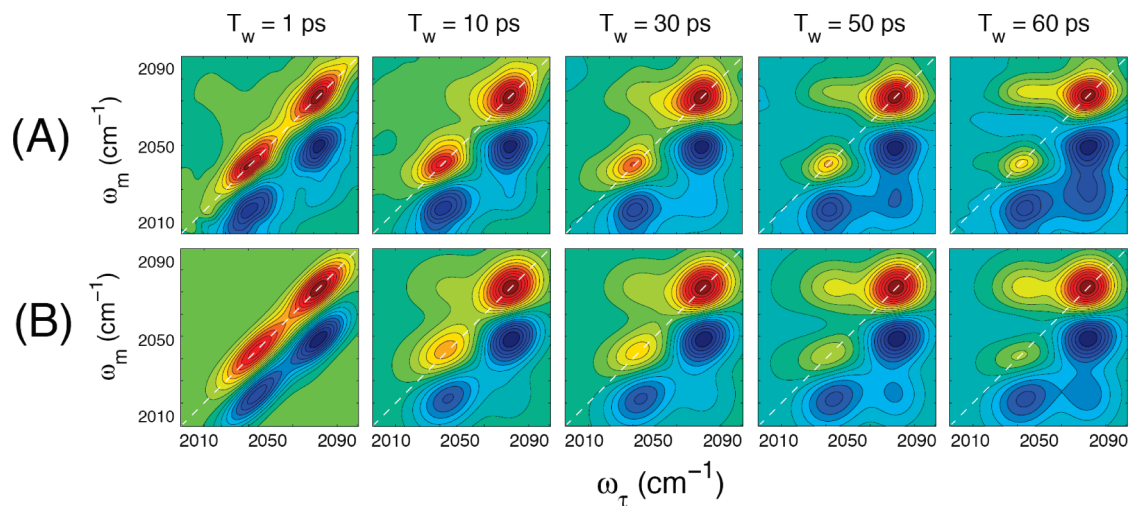 T_w = 1 ps T_w = 10 ps T_w = 30 ps T_w = 50 ps T_w = 60 ps
(A)
ω_m (cm⁻¹)
2090
2050
2010
(B)
ω_m (cm⁻¹)
2090
2050
2010
2010 2050 2090 2010 2050 2090 2010 2050 2090 2010 2050 2090 2010 2050 2090
ω_τ (cm⁻¹)